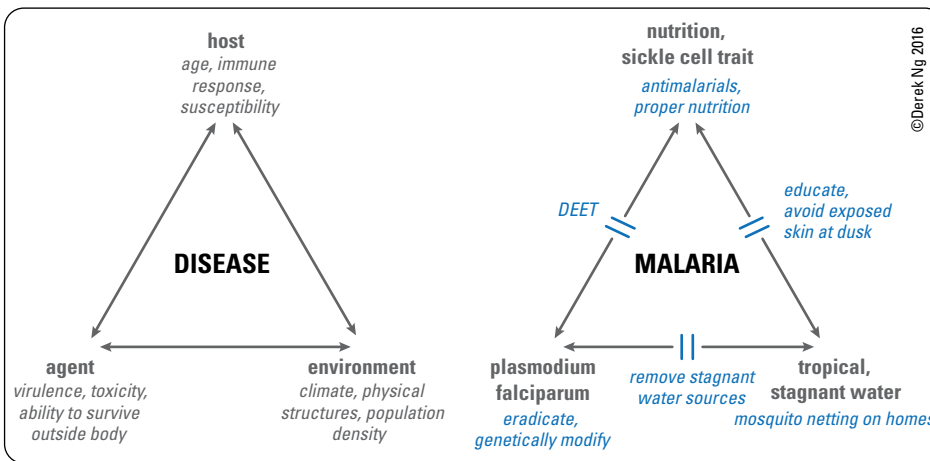 host
age, immune
response,
susceptibility
DISEASE
agent
virulence, toxicity,
ability to survive
outside body
environment
climate, physical
structures, population
density
nutrition,
sickle cell trait
antimalarials,
proper nutrition
DEET
educate,
avoid exposed
skin at dusk
MALARIA
plasmodium
falciparum
eradicate,
genetically modify
remove stagnant
water sources
tropical,
stagnant water
mosquito netting on homes
©Derek Ng 2016